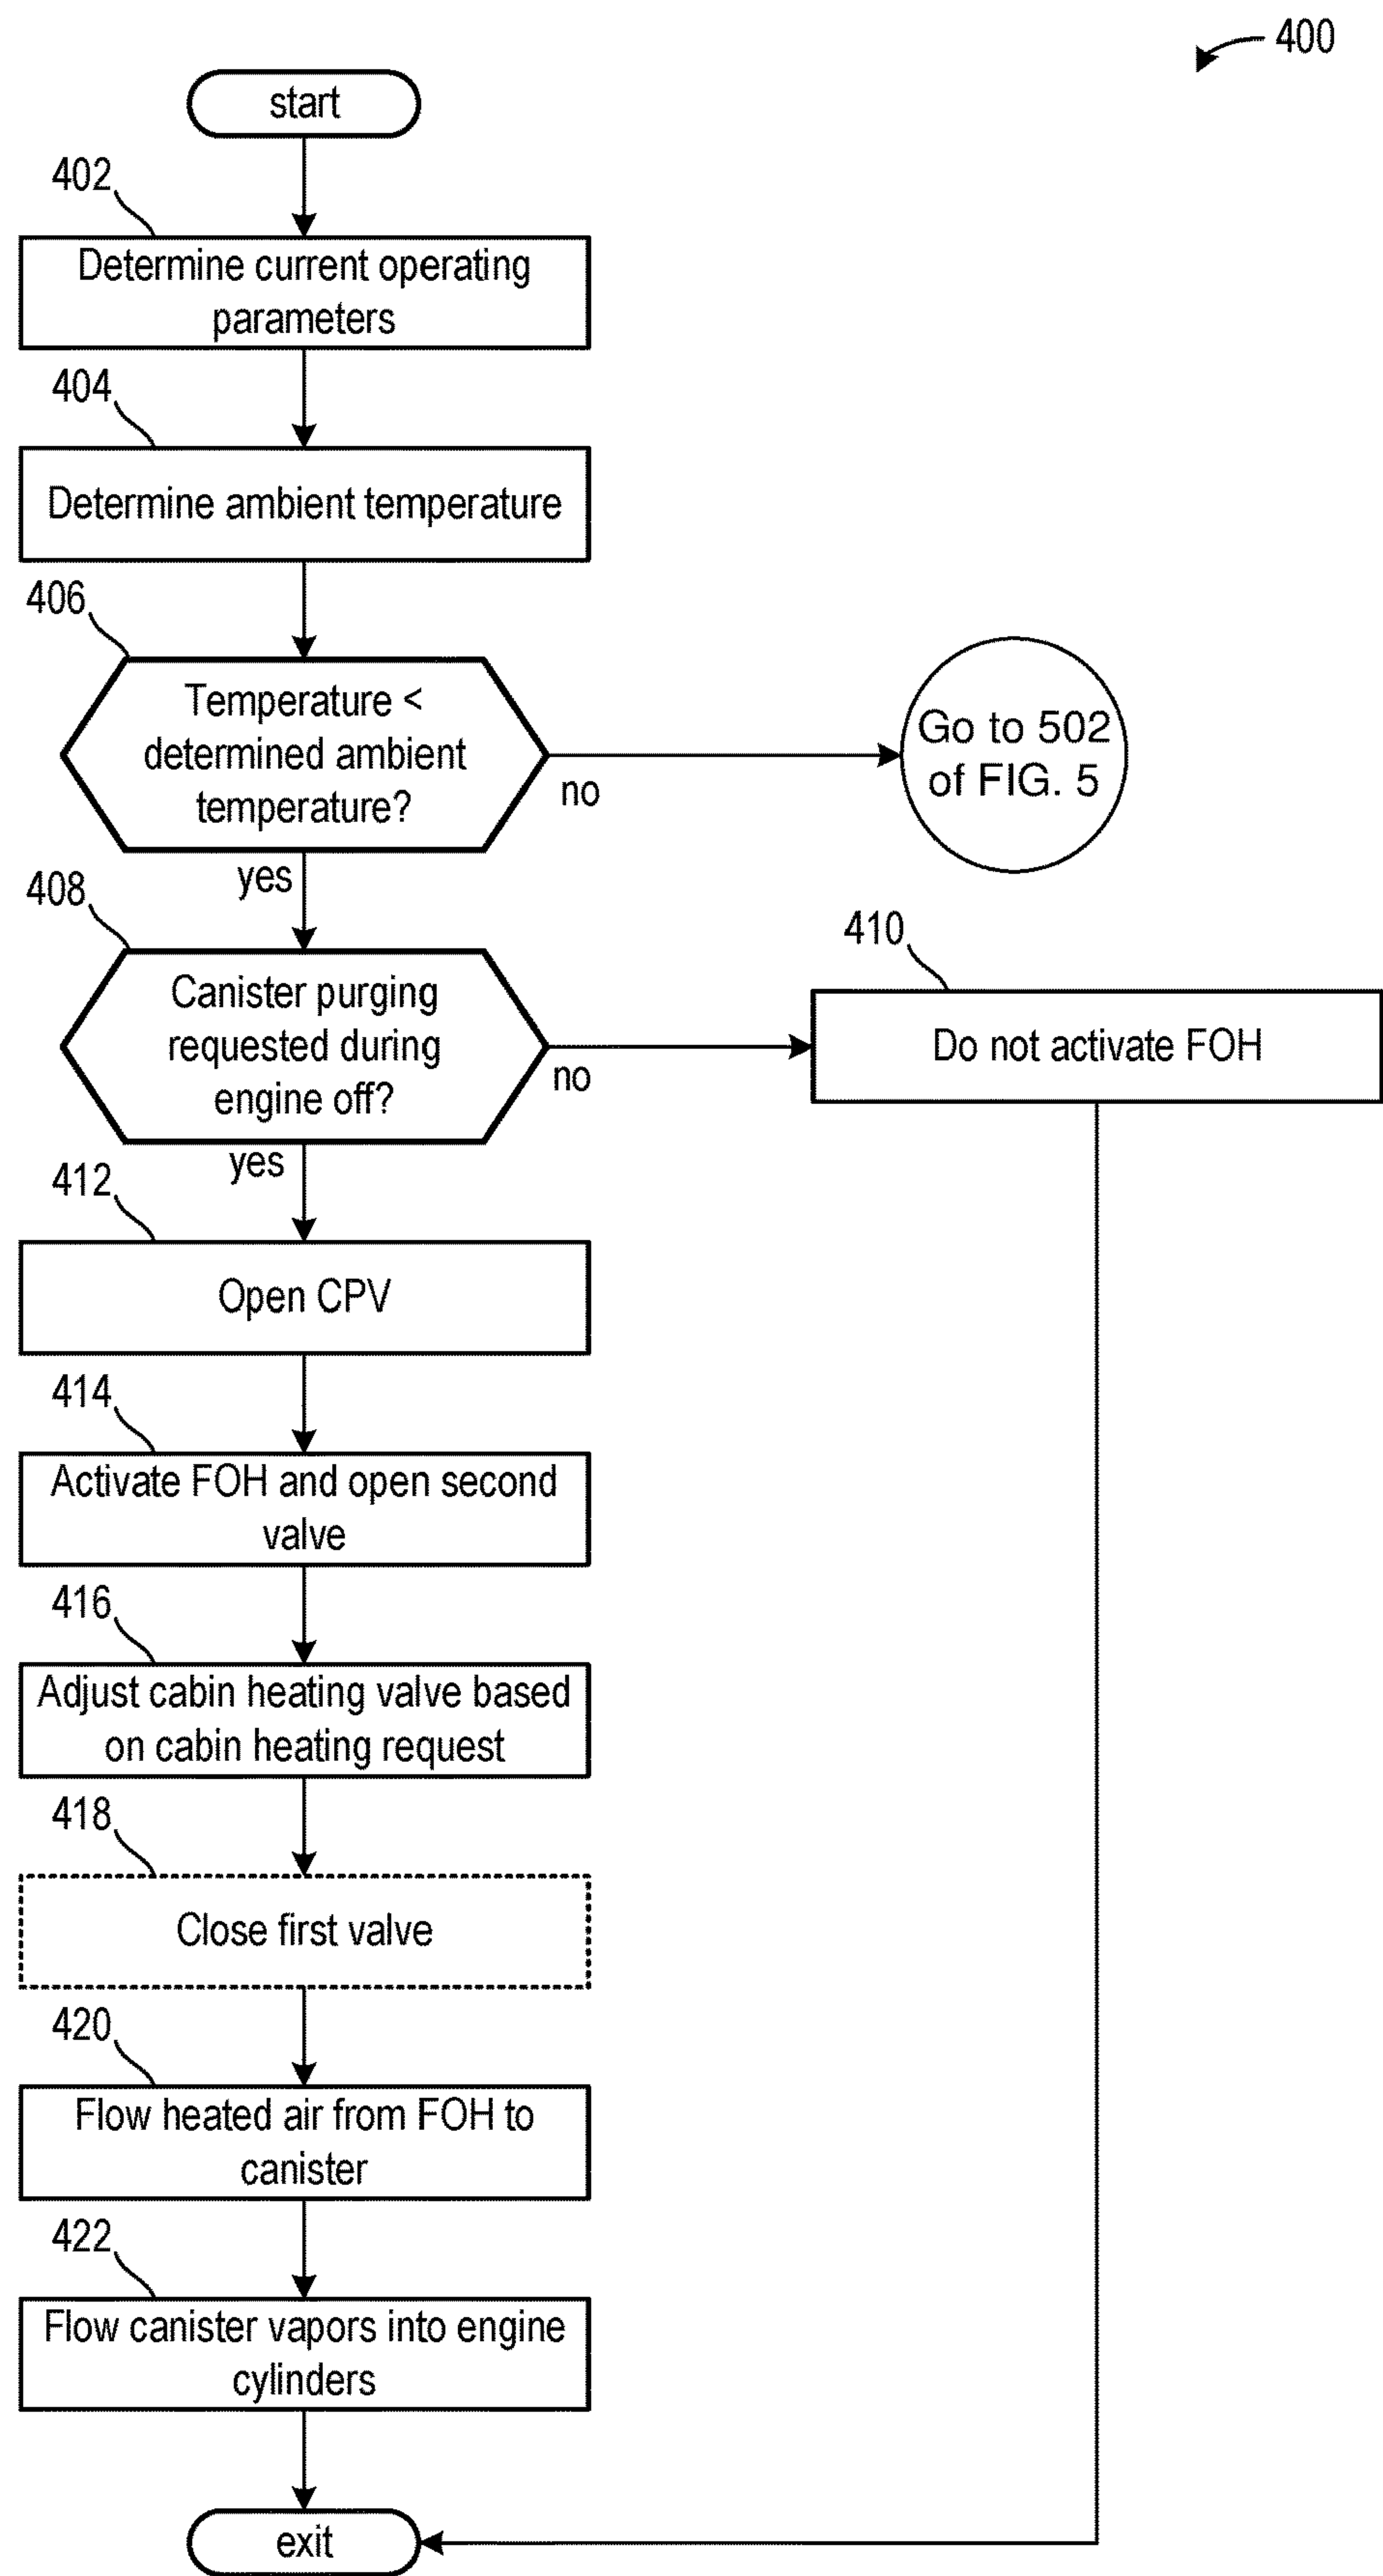 400
start
402
Determine current operating
parameters
404
Determine ambient temperature
406
Temperature <
determined ambient
temperature?
no
Go to 502
of FIG. 5
yes
408
Canister purging
requested during
engine off?
no
410
Do not activate FOH
yes
412
Open CPV
414
Activate FOH and open second
valve
416
Adjust cabin heating valve based
on cabin heating request
418
Close first valve
420
Flow heated air from FOH to
canister
422
Flow canister vapors into engine
cylinders
exit